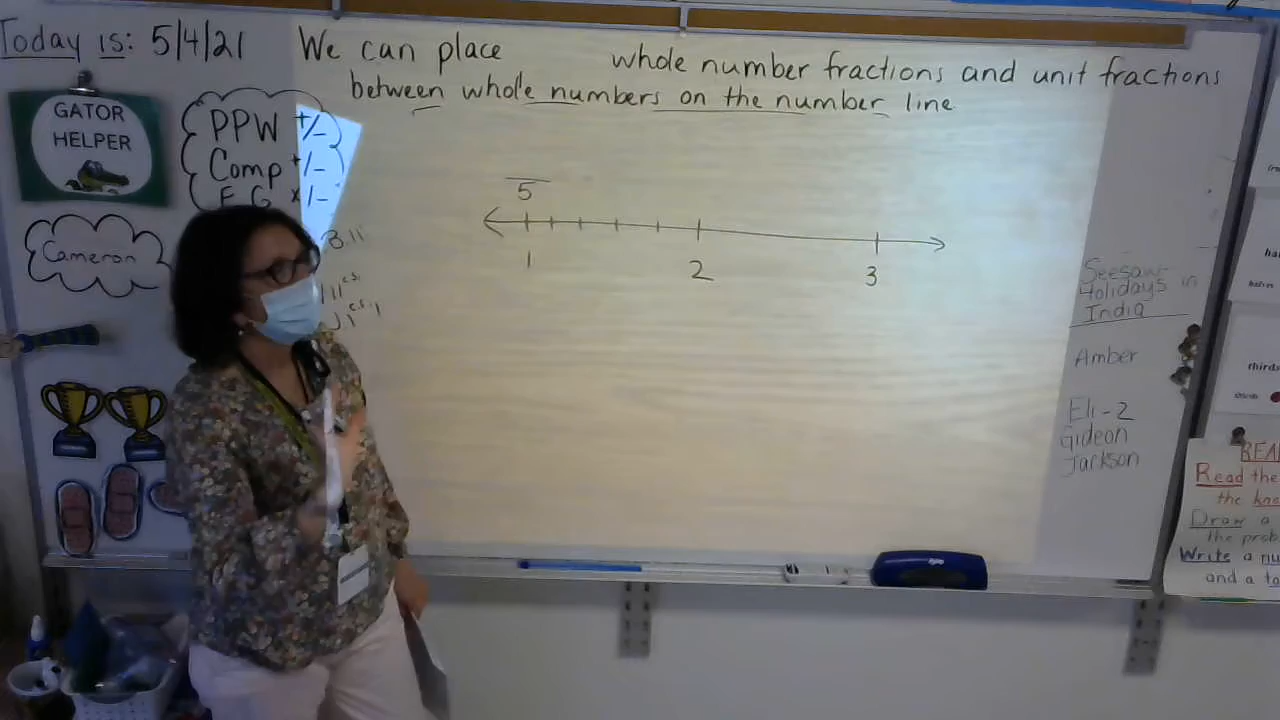 Today is: 5/4/21
We can place whole number fractions and unit fractions
between whole numbers on the number line
GATOR
HELPER
PPW +/-
Comp +/-
Cameron
5
1 2 3
Seesaw-
Holidays in
India
Amber
Eli-2
Gideon
Jackson
thirds
Read the
Draw a
Write a
and a